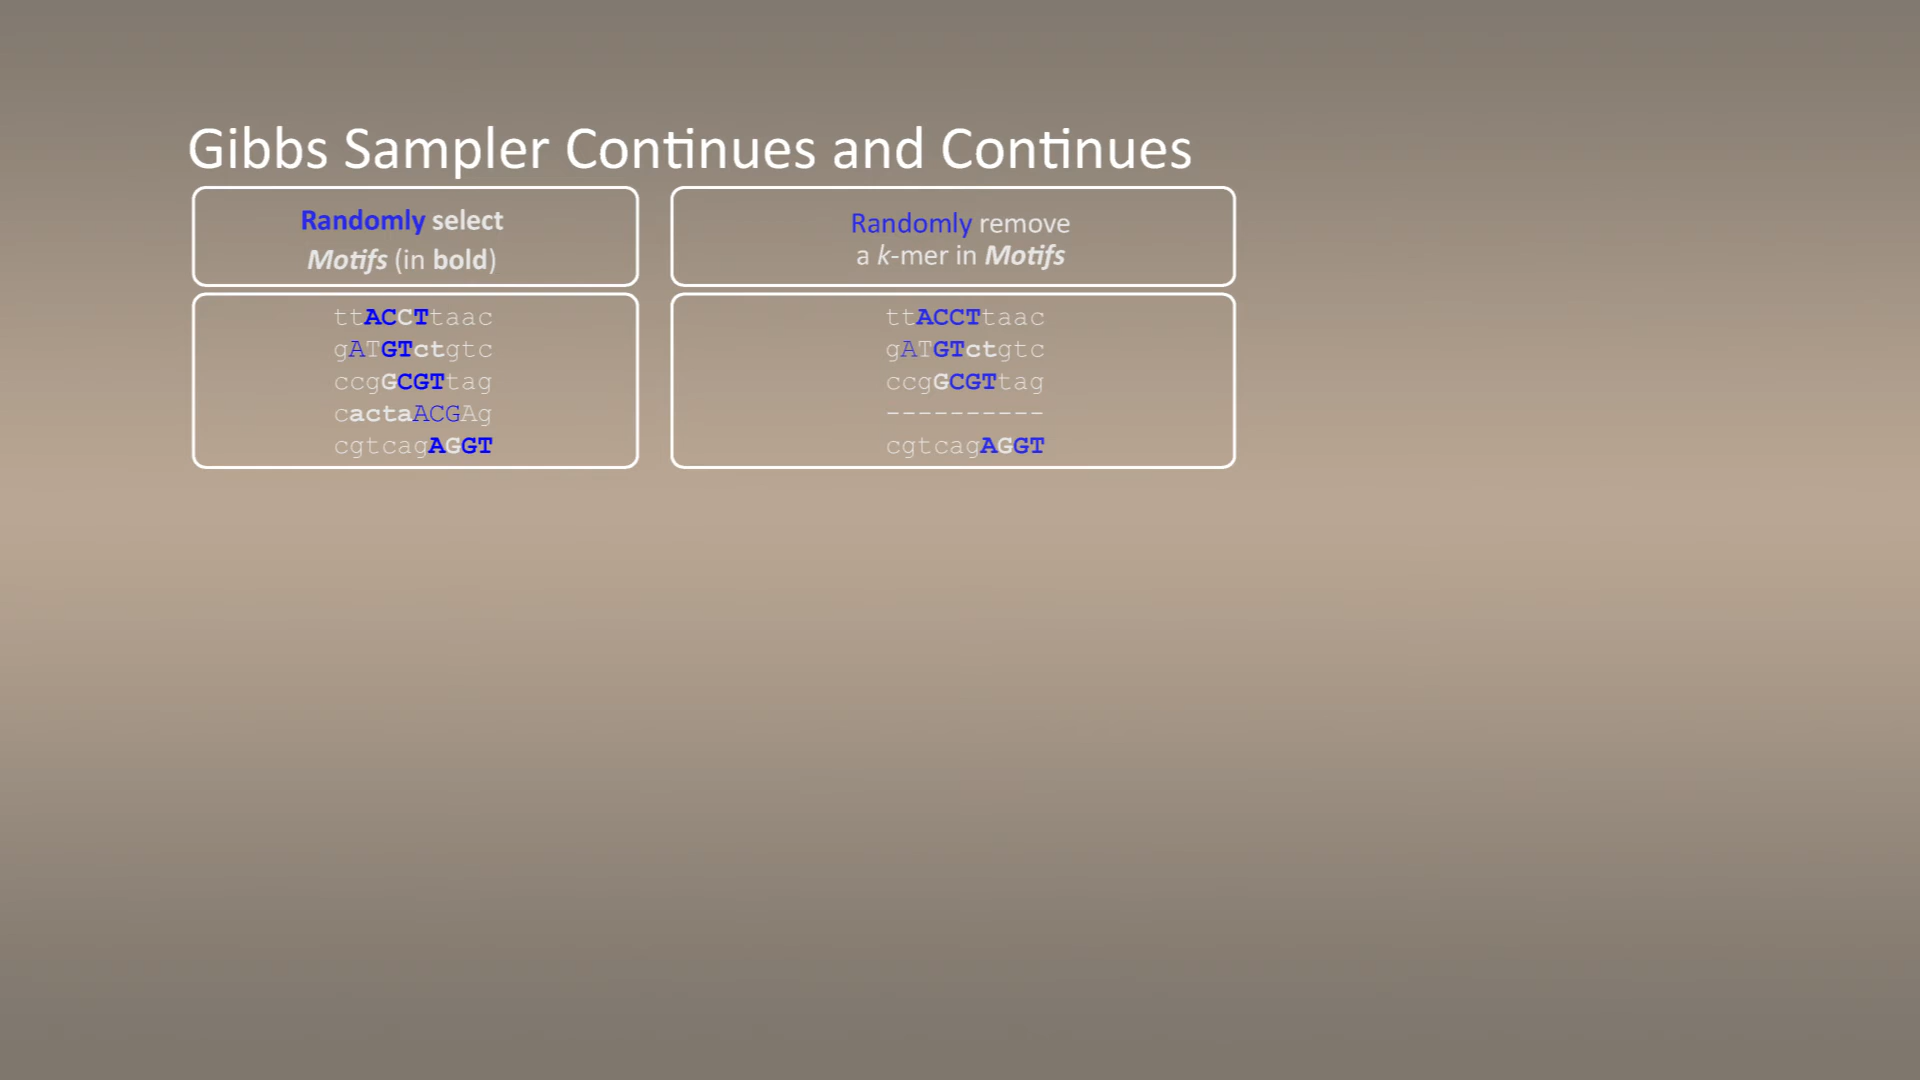 Gibbs Sampler Continues and Continues
Randomly select
Motifs (in bold)
Randomly remove
a k-mer in Motifs
ttACCTtaac
gATGTctgtc
ccgGCGTtag
cactaACGAg
cgtcagAGGT
ttACCTtaac
gATGTctgtc
ccgGCGTtag
----------
cgtcagAGGT